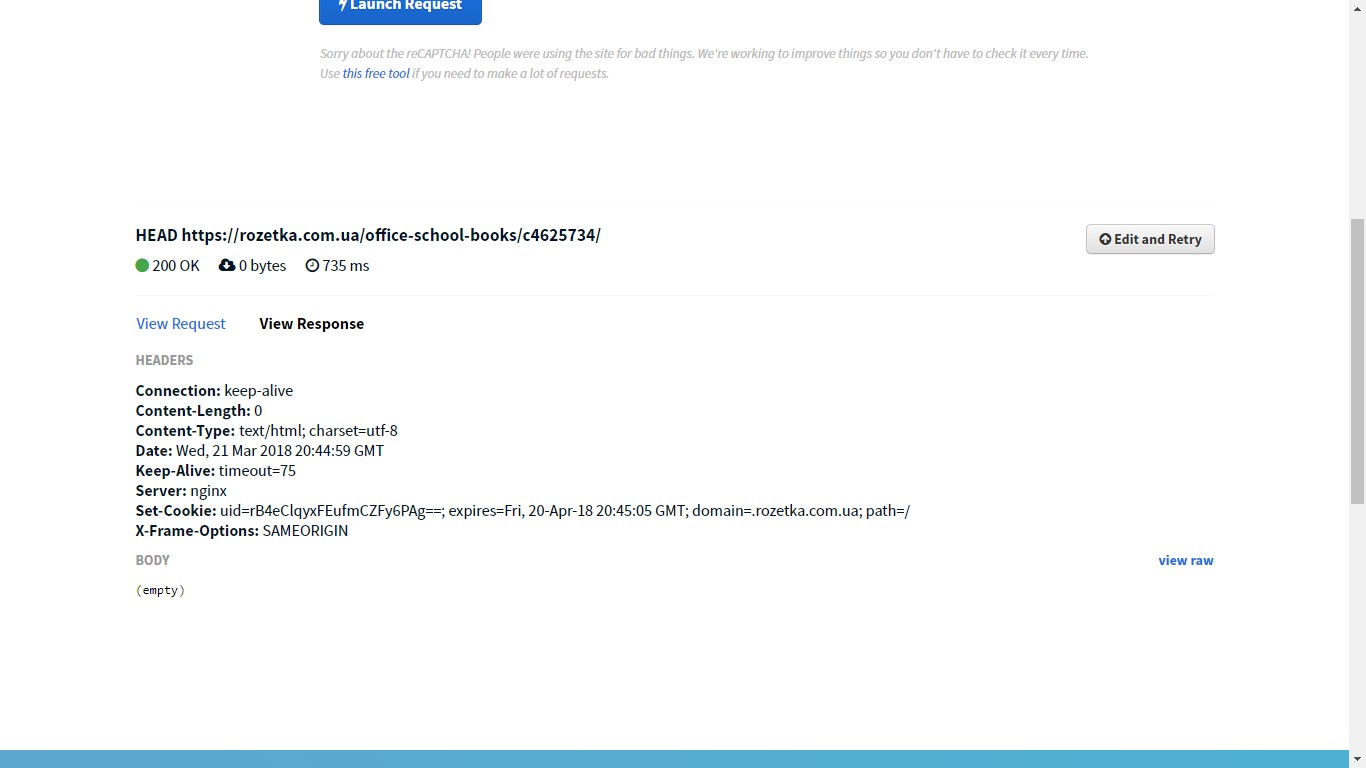 Launch Request
Sorry about the reCAPTCHA! People were using the site for bad things. We're working to improve things so you don't have to check it every time.
Use this free tool if you need to make a lot of requests.
HEAD https://rozetka.com.ua/office-school-books/c4625734/
Edit and Retry
200 OK 0 bytes 735 ms
View Request View Response
HEADERS
Connection: keep-alive
Content-Length: 0
Content-Type: text/html; charset=utf-8
Date: Wed, 21 Mar 2018 20:44:59 GMT
Keep-Alive: timeout=75
Server: nginx
Set-Cookie: uid=rB4eClqyxFEufmCZFy6PAg==; expires=Fri, 20-Apr-18 20:45:05 GMT; domain=.rozetka.com.ua; path=/
X-Frame-Options: SAMEORIGIN
BODY view raw
(empty)